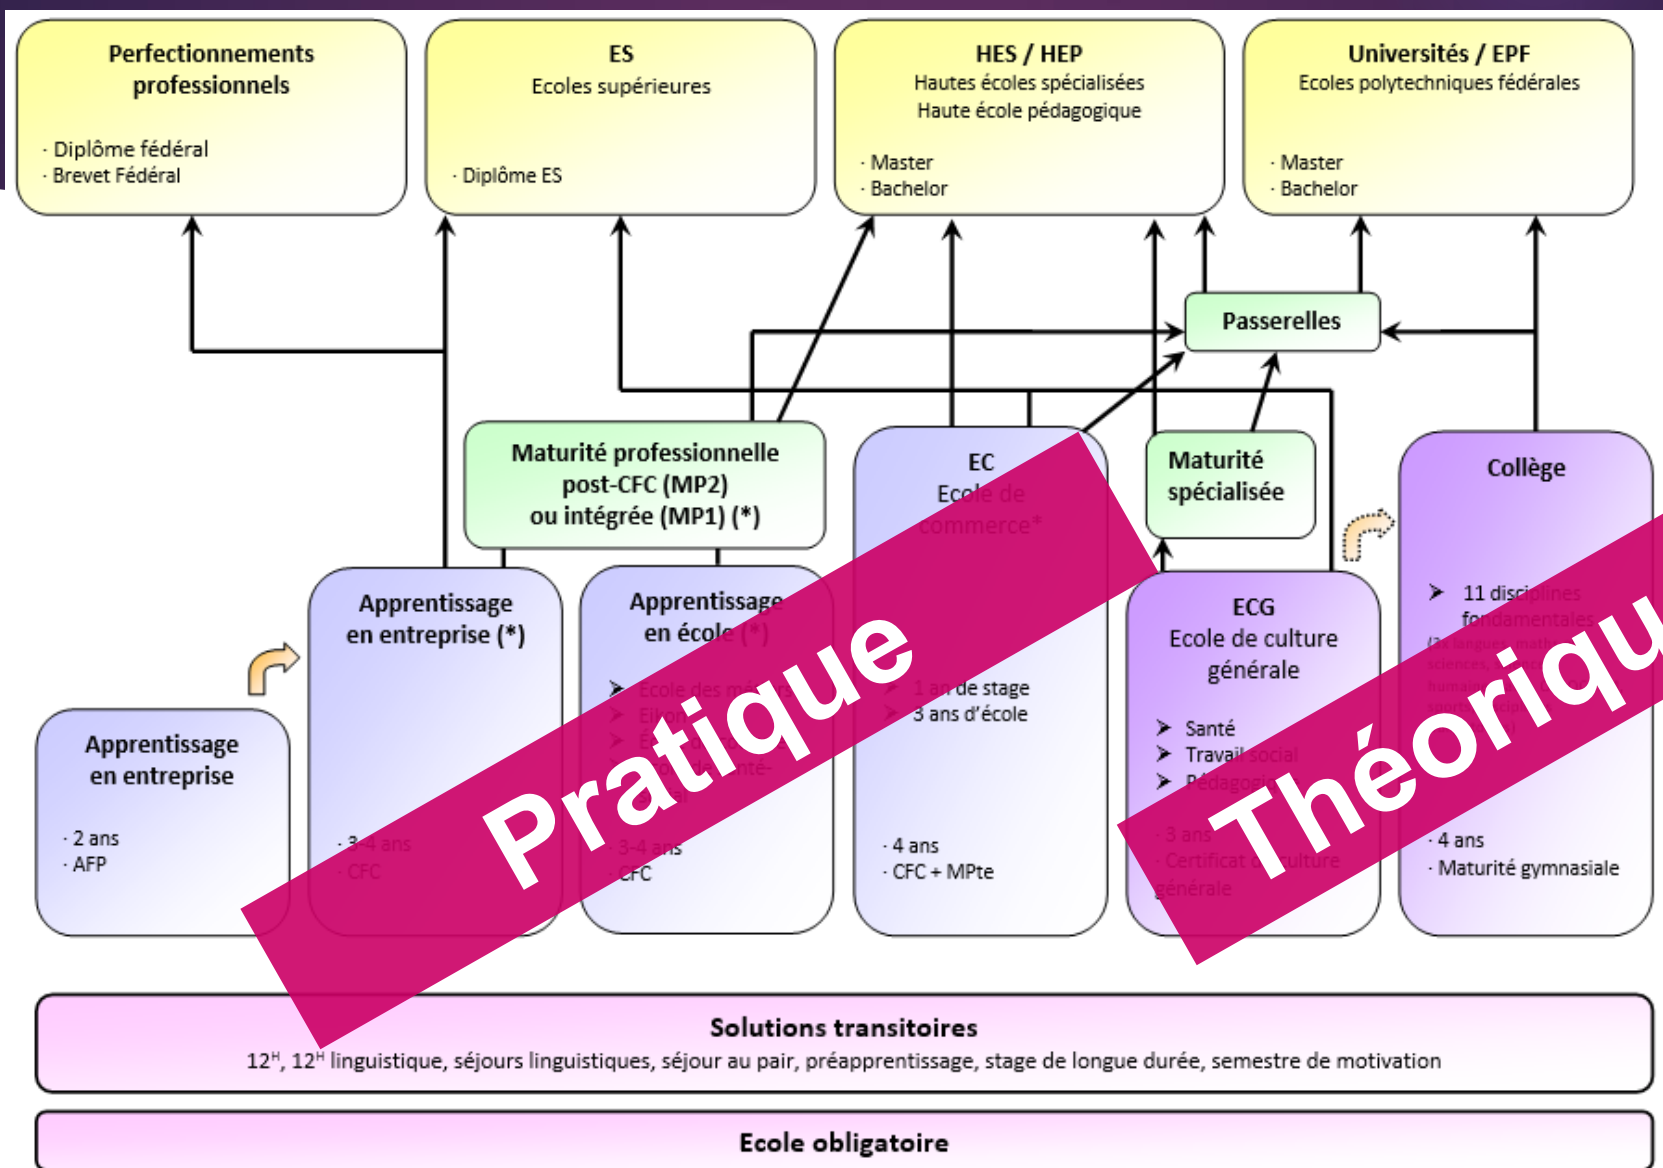 Perfectionnements
professionnels
· Diplôme fédéral
· Brevet Fédéral
ES
Ecoles supérieures
· Diplôme ES
HES / HEP
Hautes écoles spécialisées
Haute école pédagogique
· Master
· Bachelor
Universités / EPF
Ecoles polytechniques fédérales
· Master
· Bachelor
Passerelles
Maturité professionnelle
post-CFC (MP2)
ou intégrée (MP1) (*)
EC
Ecole de
commerce*
➤ 1 an de stage
➤ 3 ans d'école
· 4 ans
· CFC + MPte
Maturité
spécialisée
Collège
➤ 11 disciplines
fondamentales
· 4 ans
· Maturité gymnasiale
Apprentissage
en entreprise
· 2 ans
· AFP
Apprentissage
en entreprise (*)
· 3-4 ans
· CFC
Apprentissage
en école (*)
➤ Ecole des métiers
· 3-4 ans
· CFC
ECG
Ecole de culture
générale
➤ Santé
➤ Travail social
➤ Pédagogie
· 3 ans
· Certificat de culture
générale
Pratique
Théoriqu
Solutions transitoires
12ᴴ, 12ᴴ linguistique, séjours linguistiques, séjour au pair, préapprentissage, stage de longue durée, semestre de motivation
Ecole obligatoire